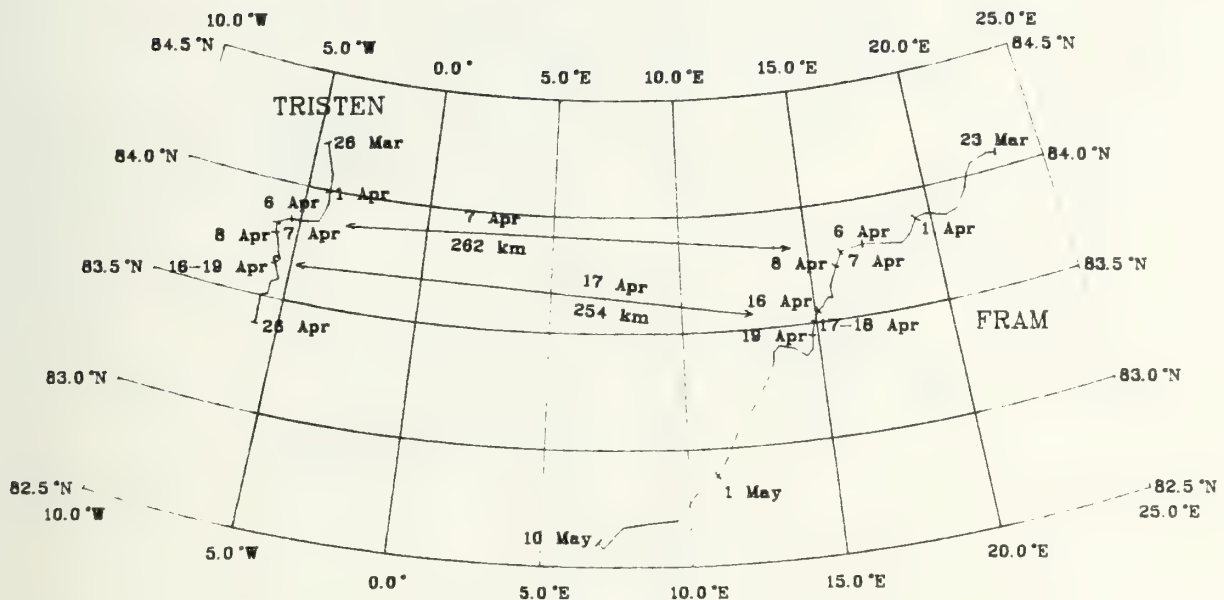 10.0 °W
25.0 °E
84.5 °N
5.0 °W
20.0 °E
84.5 °N
0.0 °
5.0 °E
10.0 °E
15.0 °E
TRISTEN
26 Mar
23 Mar
84.0 °N
84.0 °N
1 Apr
6 Apr
7 Apr
6 Apr
1 Apr
8 Apr
7 Apr
262 km
8 Apr
7 Apr
16-19 Apr
83.5 °N
83.5 °N
17 Apr
16 Apr
254 km
FRAM
26 Apr
19 Apr
17-18 Apr
83.0 °N
83.0 °N
82.5 °N
1 May
82.5 °N
10.0 °W
25.0 °E
10 May
5.0 °W
20.0 °E
0.0 °
15.0 °E
5.0 °E
10.0 °E